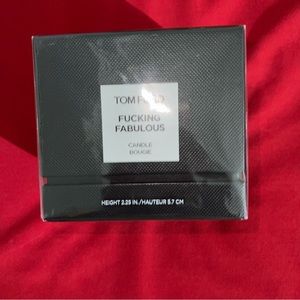 TOM FORD
FUCKING
FABULOUS
CANDLE
BOUGIE
HEIGHT 2.25 IN./HAUTEUR 5.7 CM